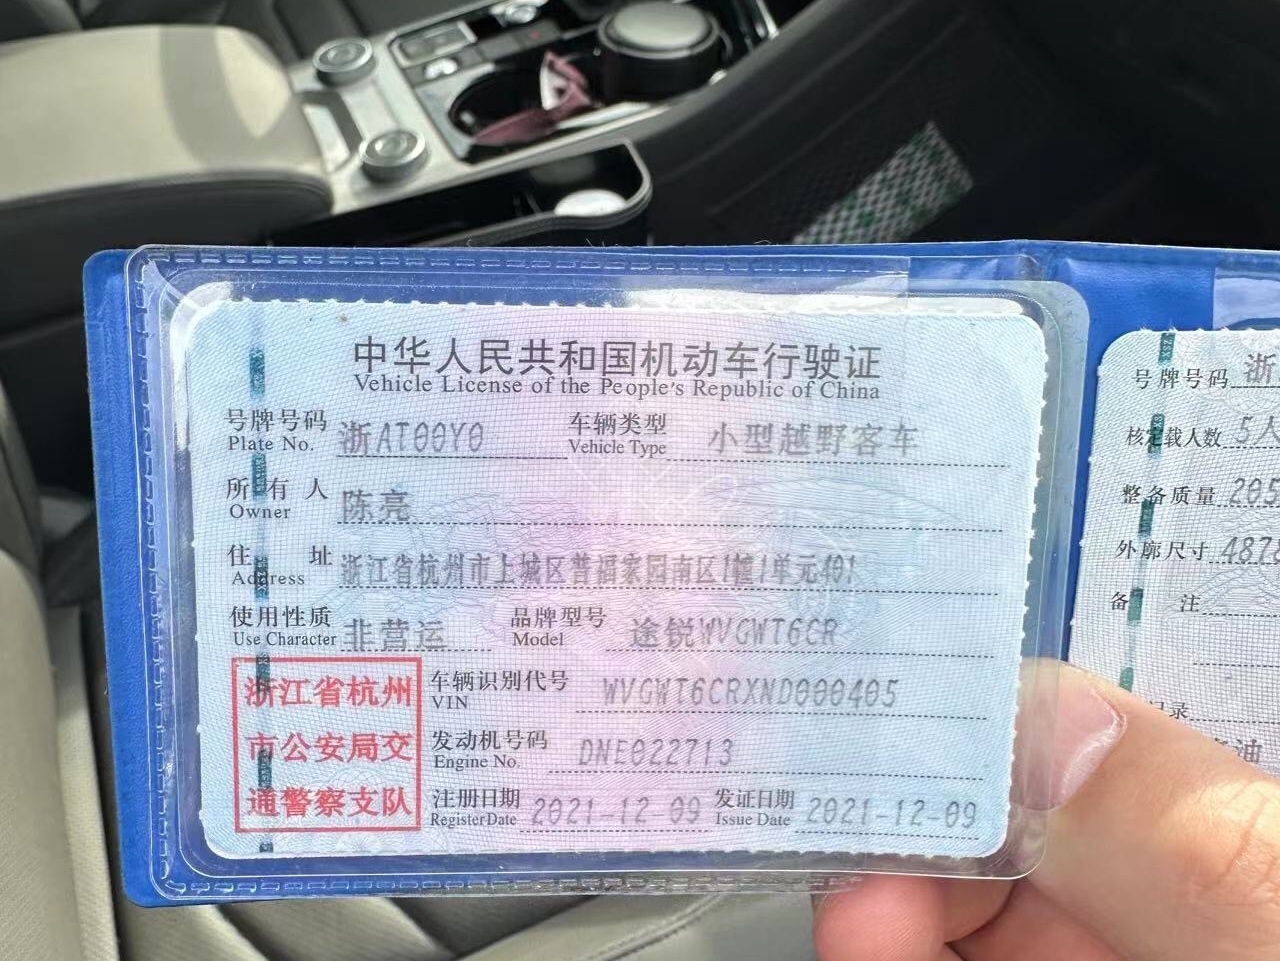 中华人民共和国机动车行驶证
Vehicle License of the People's Republic of China
号牌号码 浙AT00Y0 车辆类型 小型越野客车
Plate No. Vehicle Type
所有人 陈亮
Owner
住址 浙江省杭州市上城区普福家园南区1幢1单元401
Address
使用性质 非营运 品牌型号 途锐WVGWT6CR
Use Character Model
浙江省杭州
市公安局交
通警察支队
车辆识别代号 WVGWT6CRXND000405
VIN
发动机号码 DNE022713
Engine No.
注册日期 2021-12-09 发证日期 2021-12-09
Register Date Issue Date
号牌号码 浙
核定载人数 5人
整备质量 205
外廓尺寸 487
备注
录